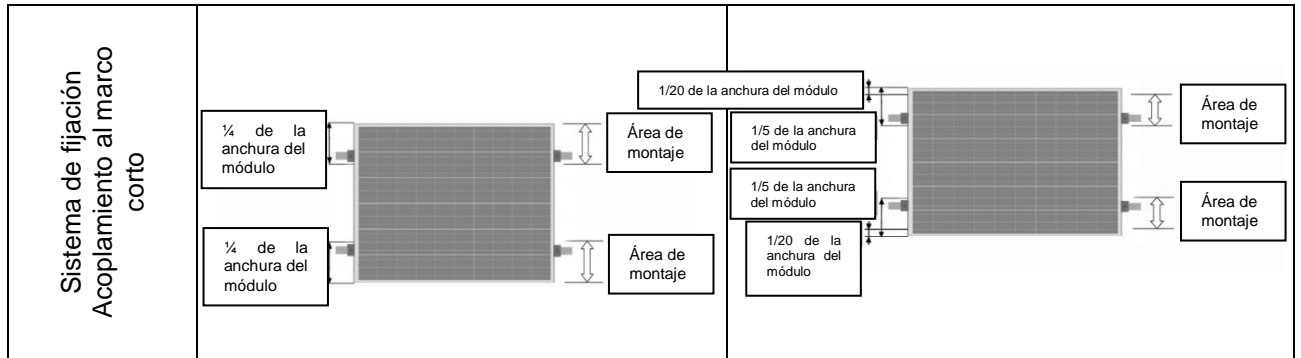 Sistema de fijación
Acoplamiento al marco
corto
¼ de la
anchura del
módulo
¼ de la
anchura del
módulo
Área de
montaje
Área de
montaje
1/20 de la anchura del módulo
1/5 de la anchura
del módulo
1/5 de la anchura
del módulo
1/20 de la
anchura del
módulo
Área de
montaje
Área de
montaje